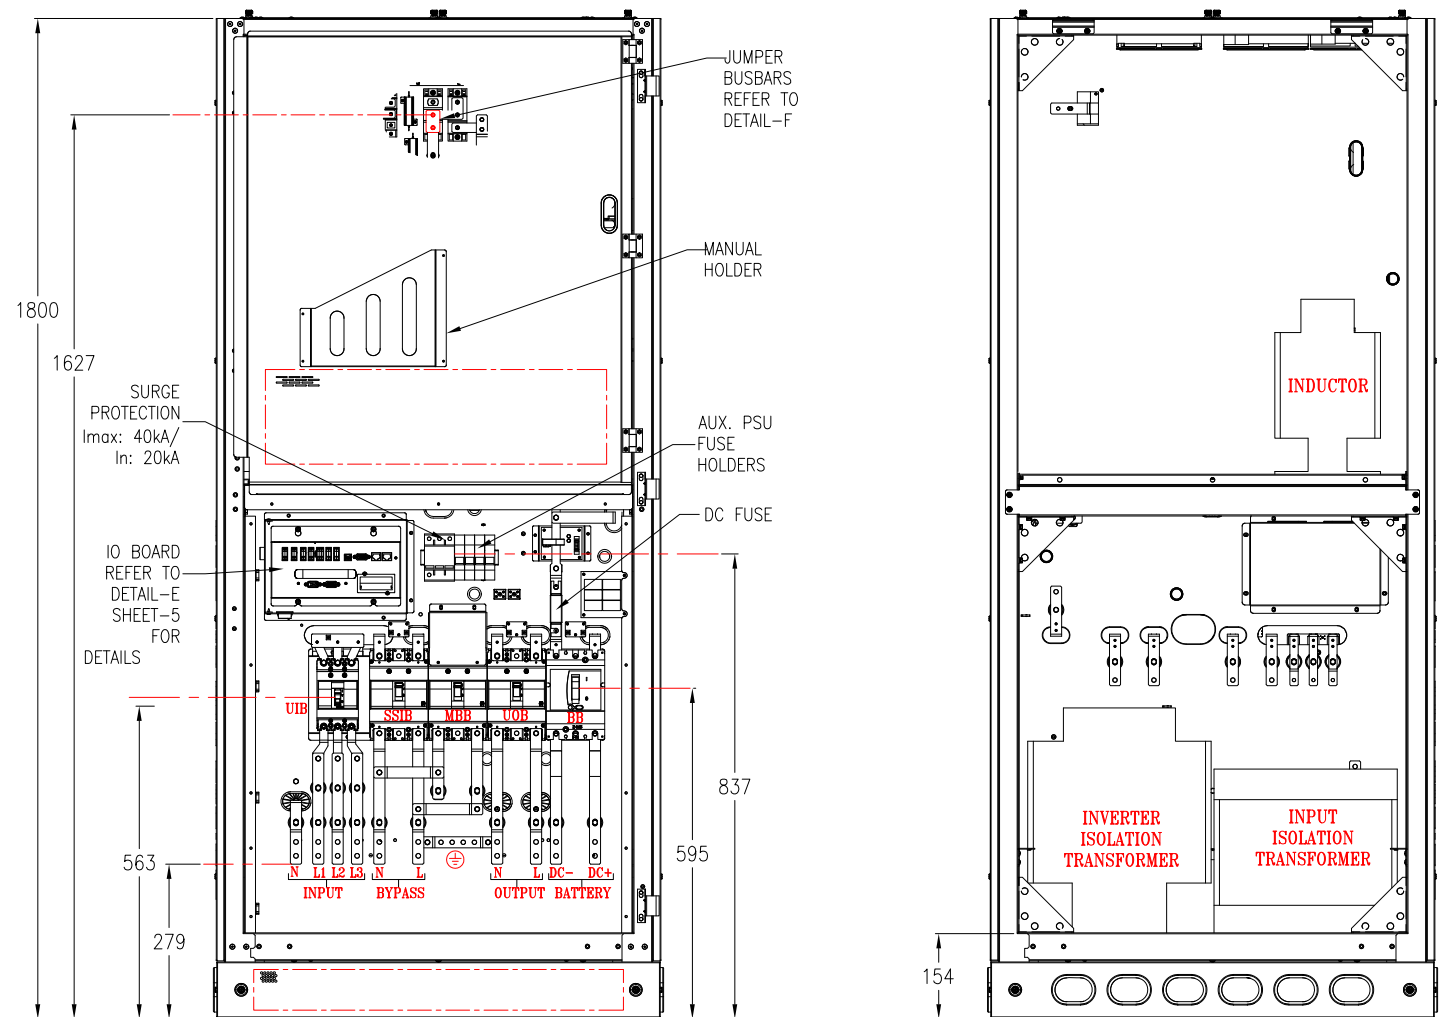 JUMPER
BUSBARS
REFER TO
DETAIL-F
MANUAL
HOLDER
1800
1627
SURGE
PROTECTION
Imax: 40kA/
In: 20kA
AUX. PSU
FUSE
HOLDERS
DC FUSE
IO BOARD
REFER TO
DETAIL-E
SHEET-5
FOR
DETAILS
UIB
SSIB
MBB
UOB
BB
837
595
563
279
N L1 L2 L3
INPUT
N L
BYPASS
N L
OUTPUT
DC- DC+
BATTERY
INDUCTOR
INVERTER
ISOLATION
TRANSFORMER
INPUT
ISOLATION
TRANSFORMER
154